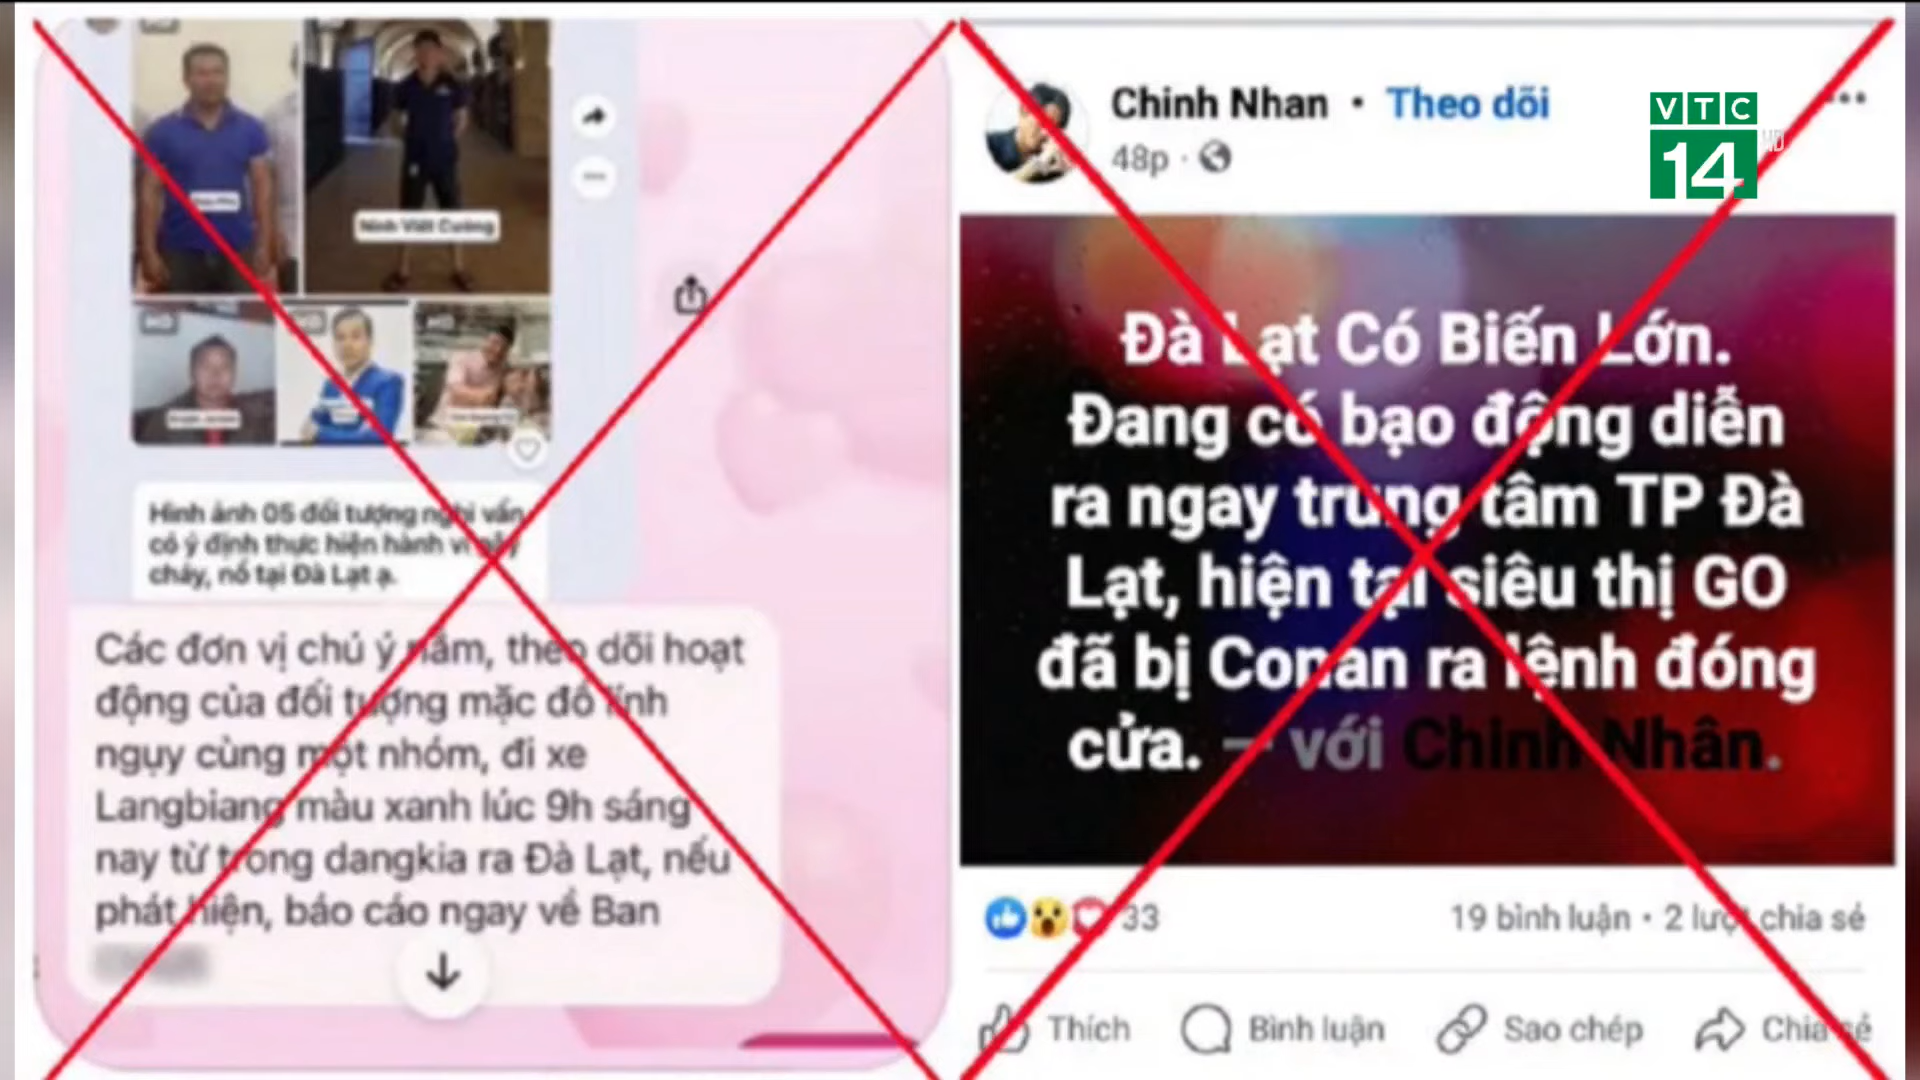 Ninh Viết Cường
Hình ảnh 05 đối tượng nghi vấn
có ý định thực hiện hành vi gây
cháy, nổ tại Đà Lạt ạ.
Các đơn vị chú ý nắm, theo dõi hoạt
động của đối tượng mặc đồ lính
ngụy cùng một nhóm, đi xe
Langbiang màu xanh lúc 9h sáng
nay từ trong dangkia ra Đà Lạt, nếu
phát hiện, báo cáo ngay về Ban
Chinh Nhan • Theo dõi
48p
VTC
14
HD
Đà Lạt Có Biến Lớn.
Đang có bạo động diễn
ra ngay trung tâm TP Đà
Lạt, hiện tại siêu thị GO
đã bị Conan ra lệnh đóng
cửa. — với Chinh Nhân.
33
19 bình luận • 2 lượt chia sẻ
Thích
Bình luận
Sao chép
Chia sẻ